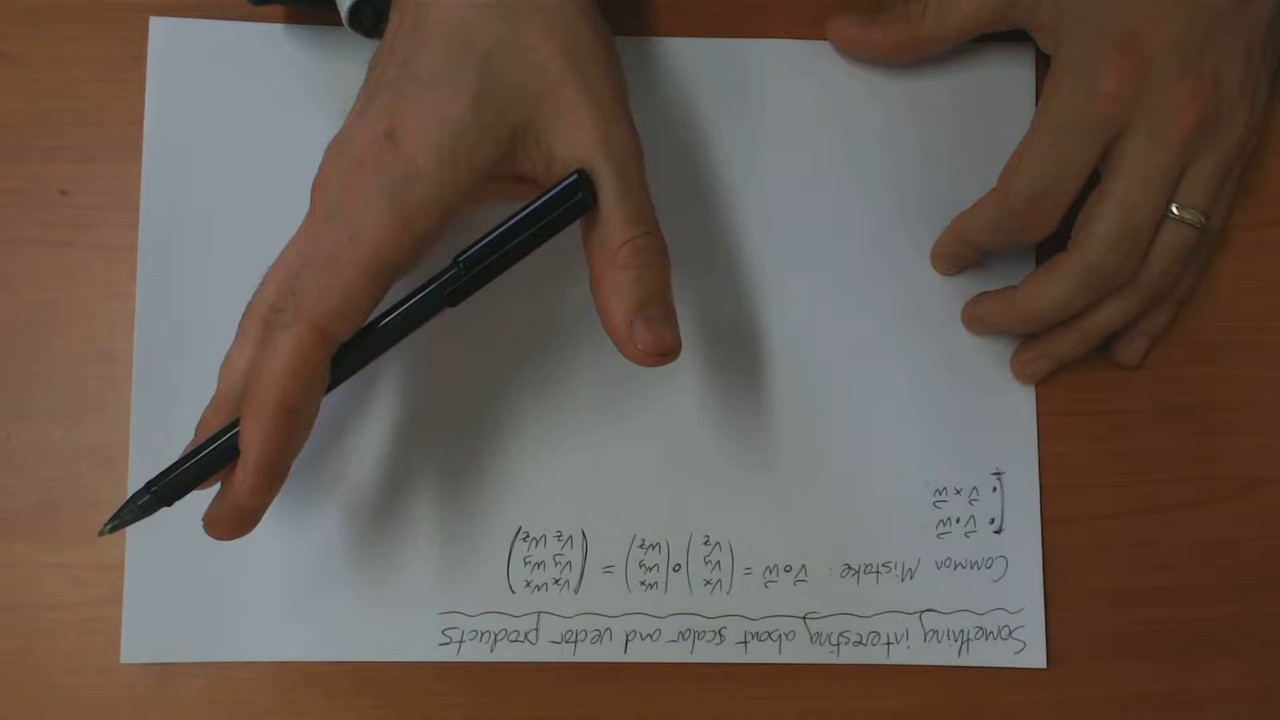 Something interesting about scalar and vector products
Common Mistake: v⃗ ∘ w⃗ = (vx vy vz) ∘ (wx wy wz) = (vx wx vy wy vz wz)
• v⃗ ∘ w⃗
• v⃗ × w⃗